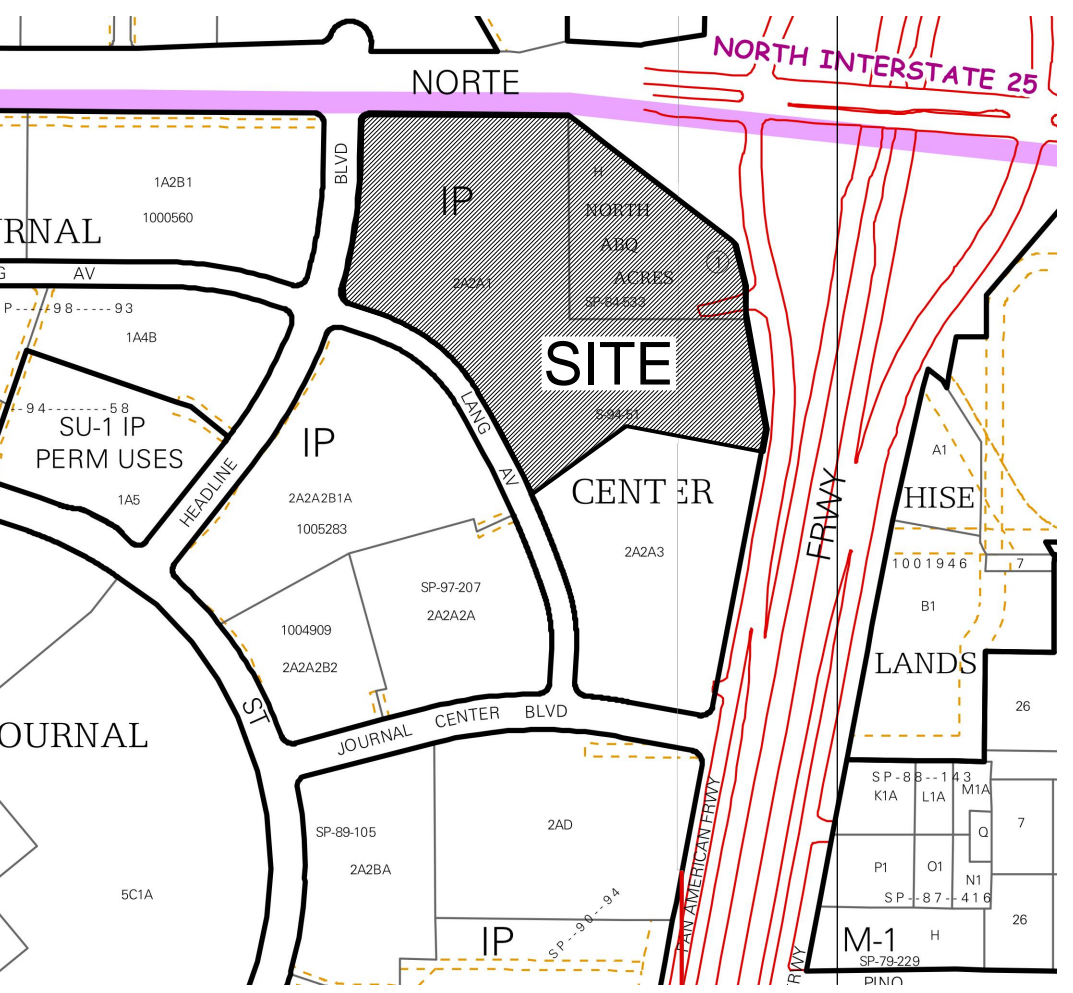 NORTH INTERSTATE 25
NORTE
BLVD
IP
H
NORTH
ABQ
ACRES
1
SP-84-533
2A2A1
SITE
S-94-51
1A2B1
1000560
RNAL
G AV
P-----98-----93
1A4B
--94--------58
SU-1 IP
PERM USES
1A5
HEADLINE
IP
LANG
AV
2A2A2B1A
1005283
CENTER
2A2A3
FRWY
A1
HISE
1001946
7
B1
LANDS
SP-97-207
2A2A2A
1004909
2A2A2B2
ST
JOURNAL CENTER BLVD
OURNAL
26
SP-88--143
K1A
L1A
M1A
Q
7
P1
O1
N1
SP--87--416
26
PAN AMERICAN FRWY
2AD
SP-89-105
2A2BA
5C1A
SP--90--94
IP
M-1
H
SP-79-229
FRWY
PINO